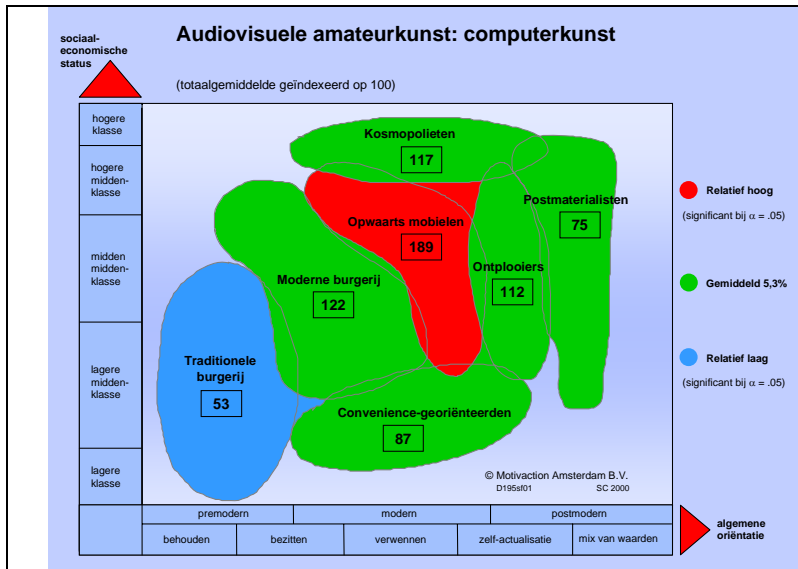 sociaal-
economische
status
Audiovisuele amateurkunst: computerkunst
(totaalgemiddelde geïndexeerd op 100)
hogere
klasse
hogere
midden-
klasse
midden
midden-
klasse
lagere
midden-
klasse
lagere
klasse
Kosmopolieten
117
Postmaterialisten
75
Opwaarts mobielen
189
Ontplooiers
112
Moderne burgerij
122
Traditionele
burgerij
53
Convenience-georiënteerden
87
Relatief hoog
(significant bij α = .05)
Gemiddeld 5,3%
Relatief laag
(significant bij α = .05)
© Motivaction Amsterdam B.V.
D195sf01 SC 2000
premodern modern postmodern
behouden bezitten verwennen zelf-actualisatie mix van waarden
algemene
oriëntatie